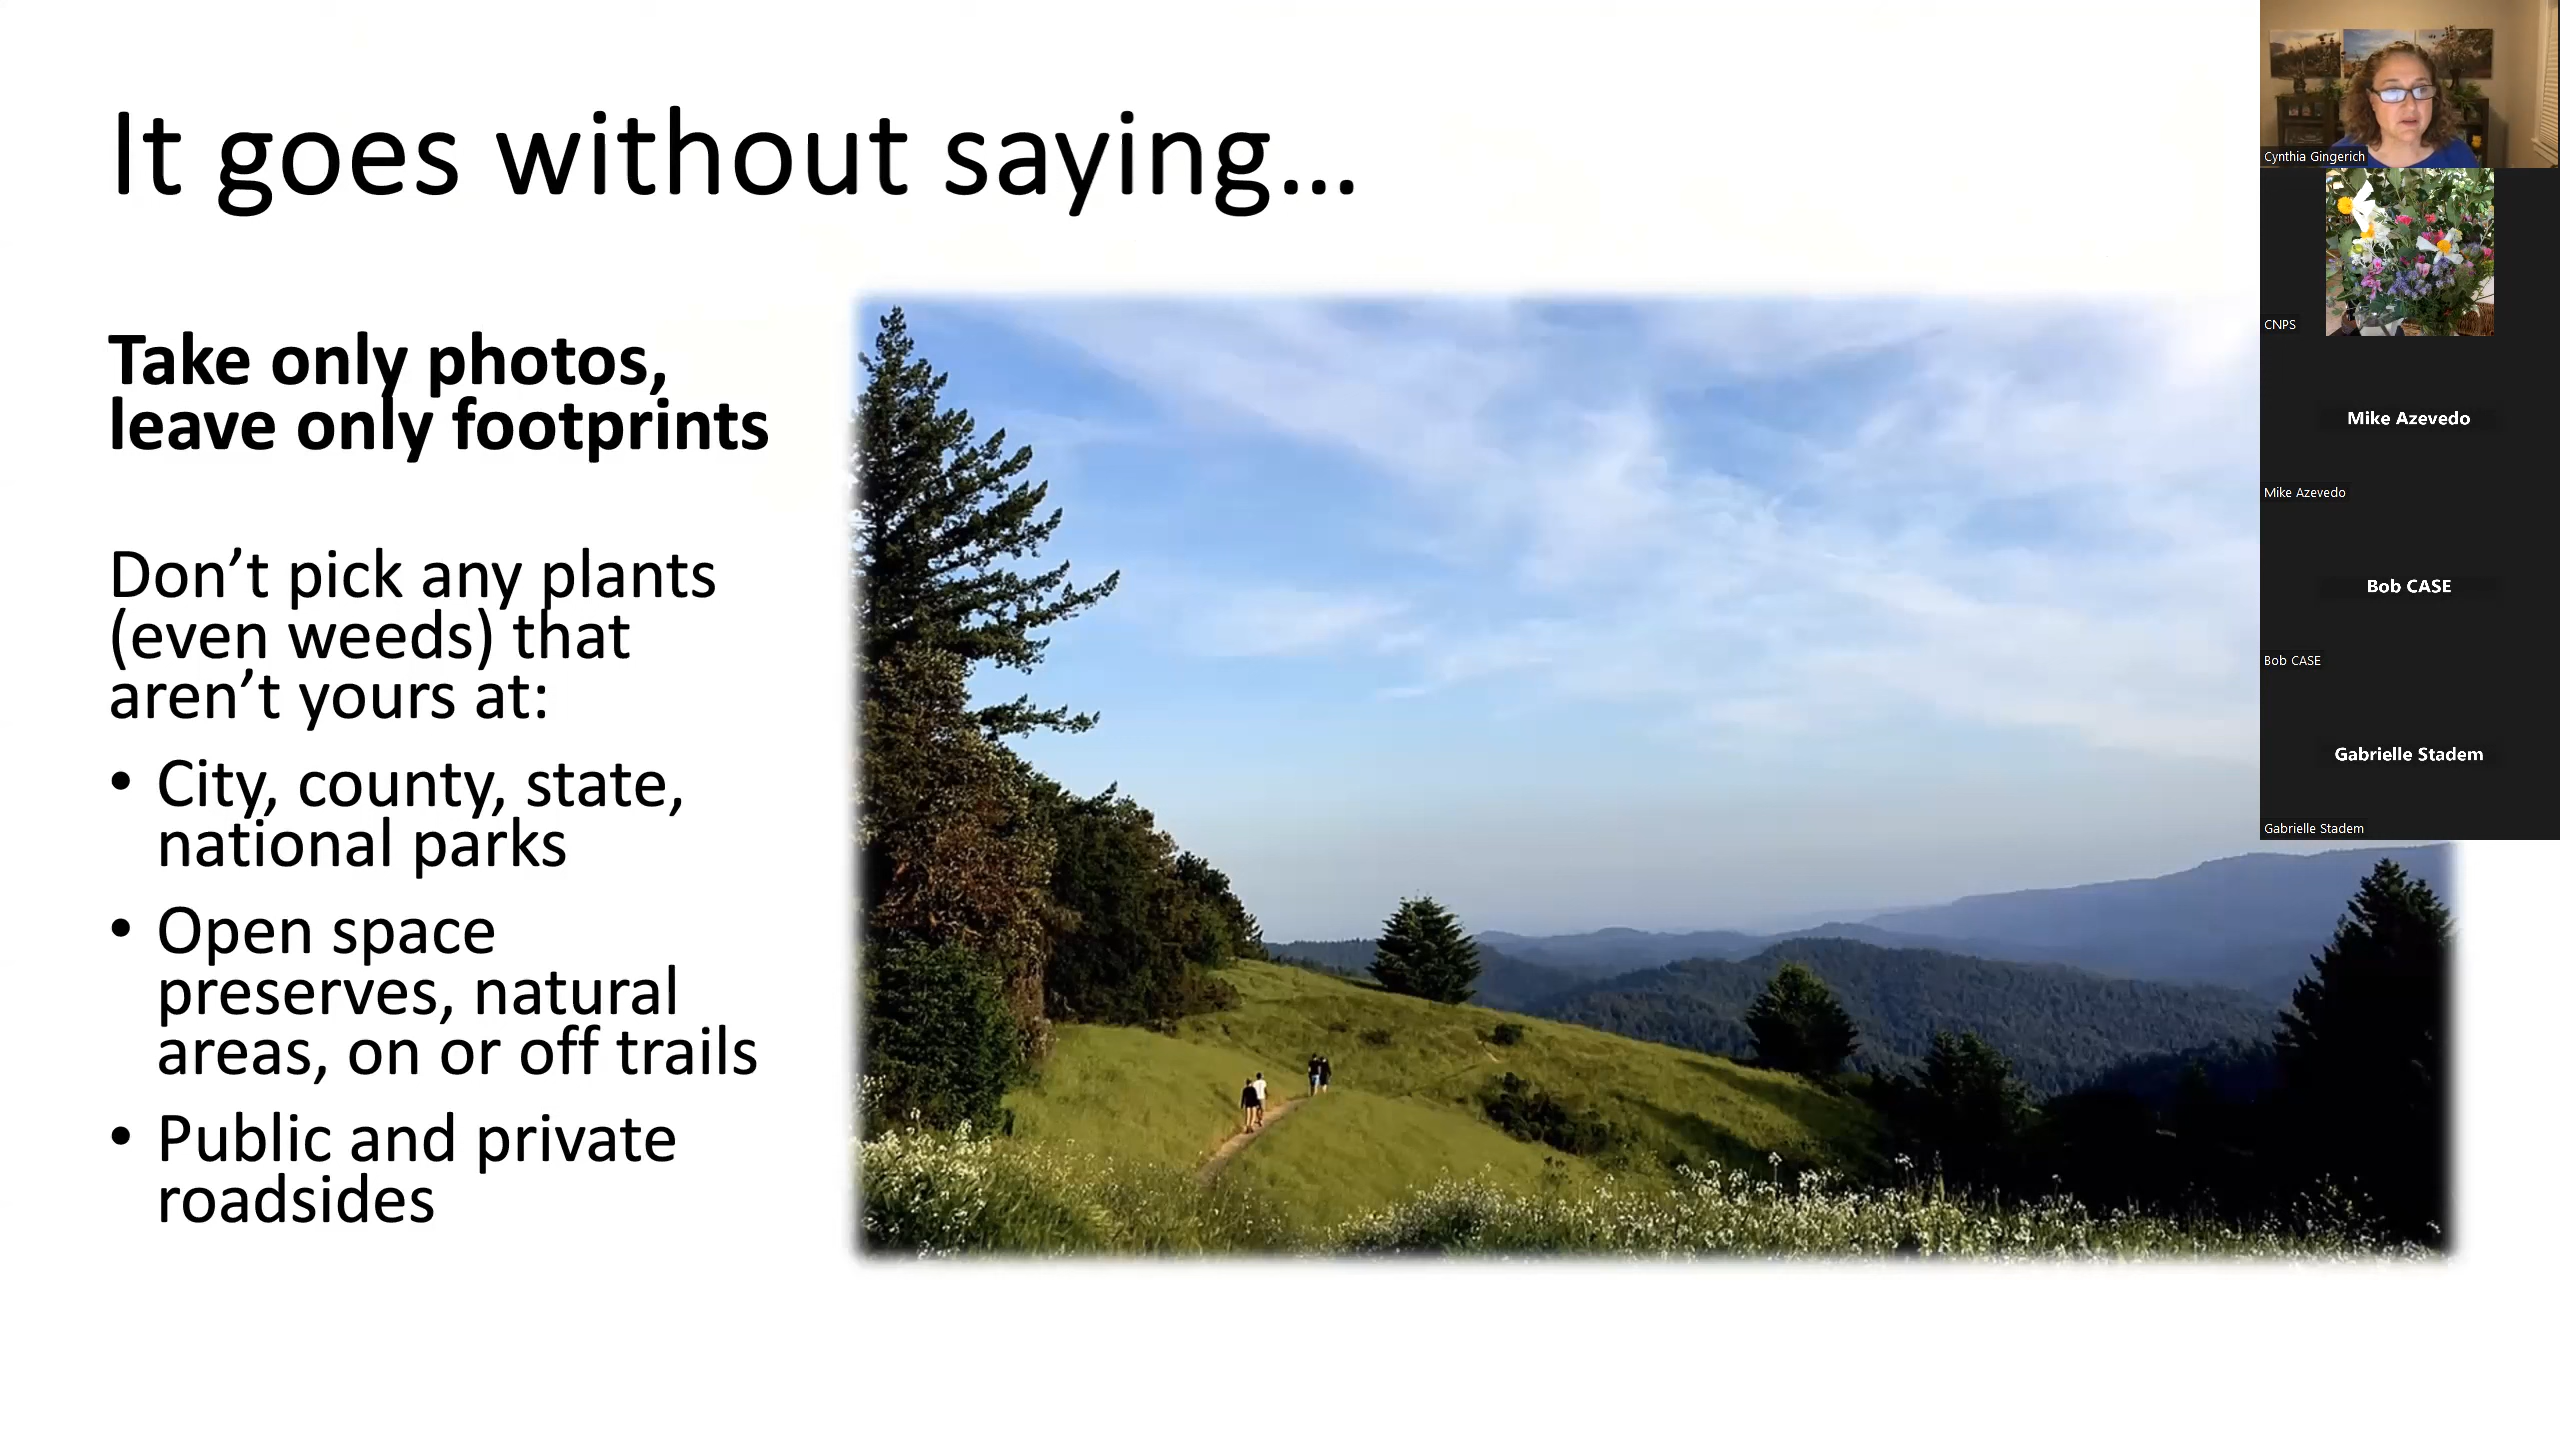 It goes without saying…
Take only photos,
leave only footprints
Don’t pick any plants
(even weeds) that
aren’t yours at:
• City, county, state,
national parks
• Open space
preserves, natural
areas, on or off trails
• Public and private
roadsides
Cynthia Gingerich
CNPS
Mike Azevedo
Mike Azevedo
Bob CASE
Bob CASE
Gabrielle Stadem
Gabrielle Stadem